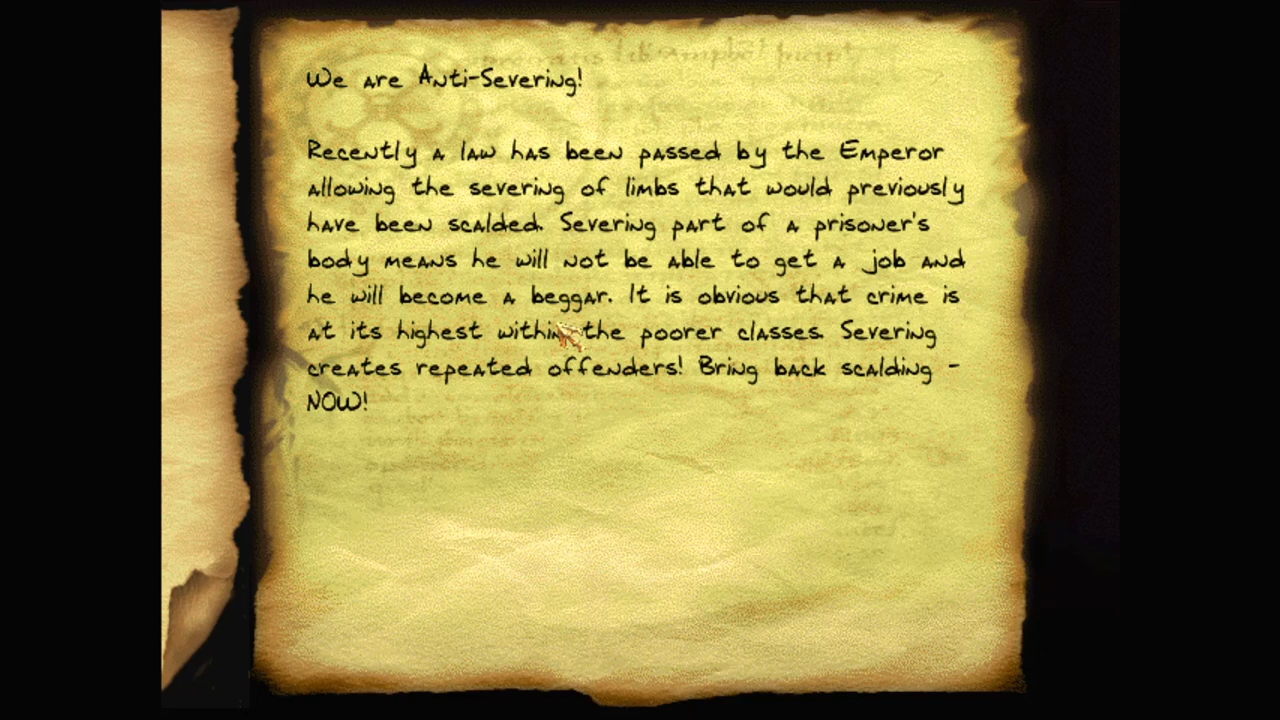 We are Anti-Severing!
Recently a law has been passed by the Emperor
allowing the severing of limbs that would previously
have been scalded. Severing part of a prisoner's
body means he will not be able to get a job and
he will become a beggar. It is obvious that crime is
at its highest within the poorer classes. Severing
creates repeated offenders! Bring back scalding -
NOW!